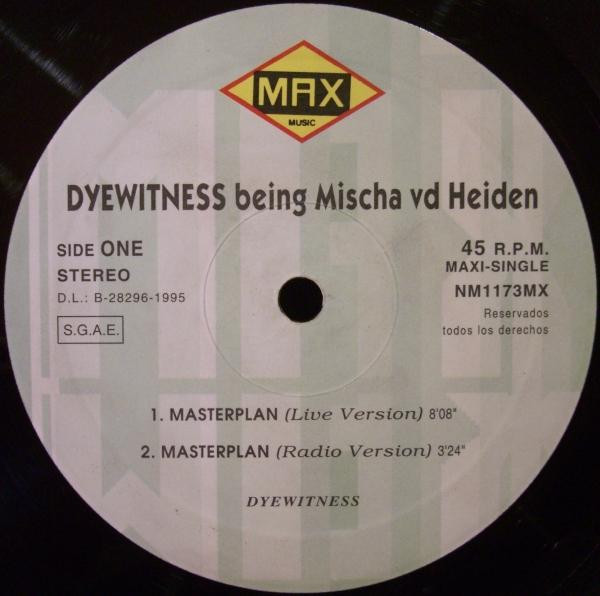 MAX
MUSIC
DYEWITNESS being Mischa vd Heiden
SIDE ONE
STEREO
D.L.: B-28296-1995
S.G.A.E.
45 R.P.M.
MAXI-SINGLE
NM1173MX
Reservados
todos los derechos
1. MASTERPLAN (Live Version) 8'08"
2. MASTERPLAN (Radio Version) 3'24"
DYEWITNESS